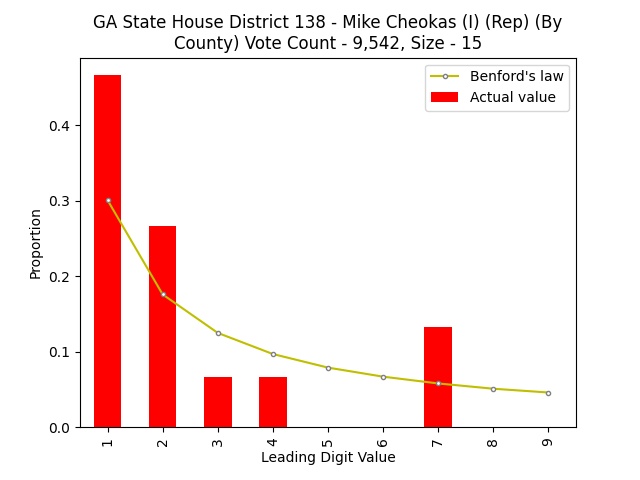 GA State House District 138 - Mike Cheokas (I) (Rep) (By
County) Vote Count - 9,542, Size - 15
Benford's law
Actual value
Proportion
0.4
0.3
0.2
0.1
0.0
1 2 3 4 5 6 7 8 9
Leading Digit Value